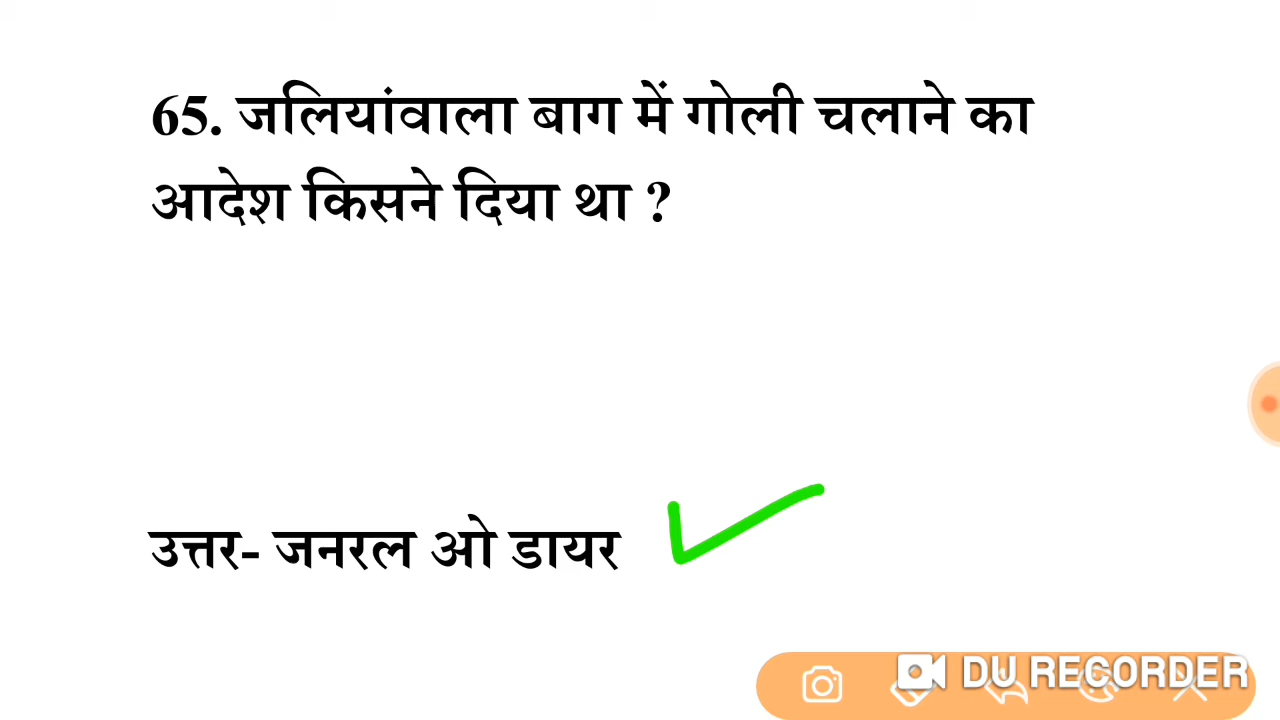 65. जलियांवाला बाग में गोली चलाने का
आदेश किसने दिया था ?
उत्तर- जनरल ओ डायर
DU RECORDER